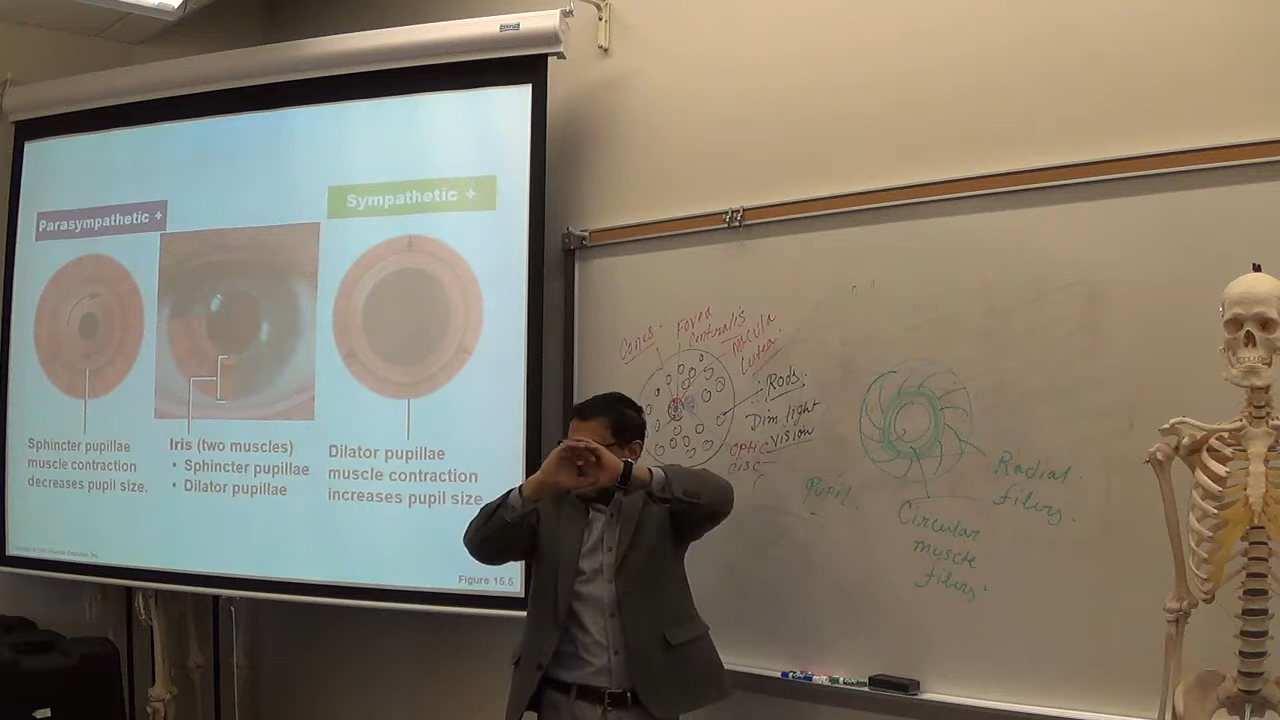 Parasympathetic +
Sympathetic +
Sphincter pupillae
muscle contraction
decreases pupil size.
Iris (two muscles)
• Sphincter pupillae
• Dilator pupillae
Dilator pupillae
muscle contraction
increases pupil size
Figure 15.5
Cones.
Fovea
Centralis
Macula
Lutea
Rods.
Dim light
vision
optic
disc
Pupil.
Radial.
fibers.
Circular
muscle
fibers.